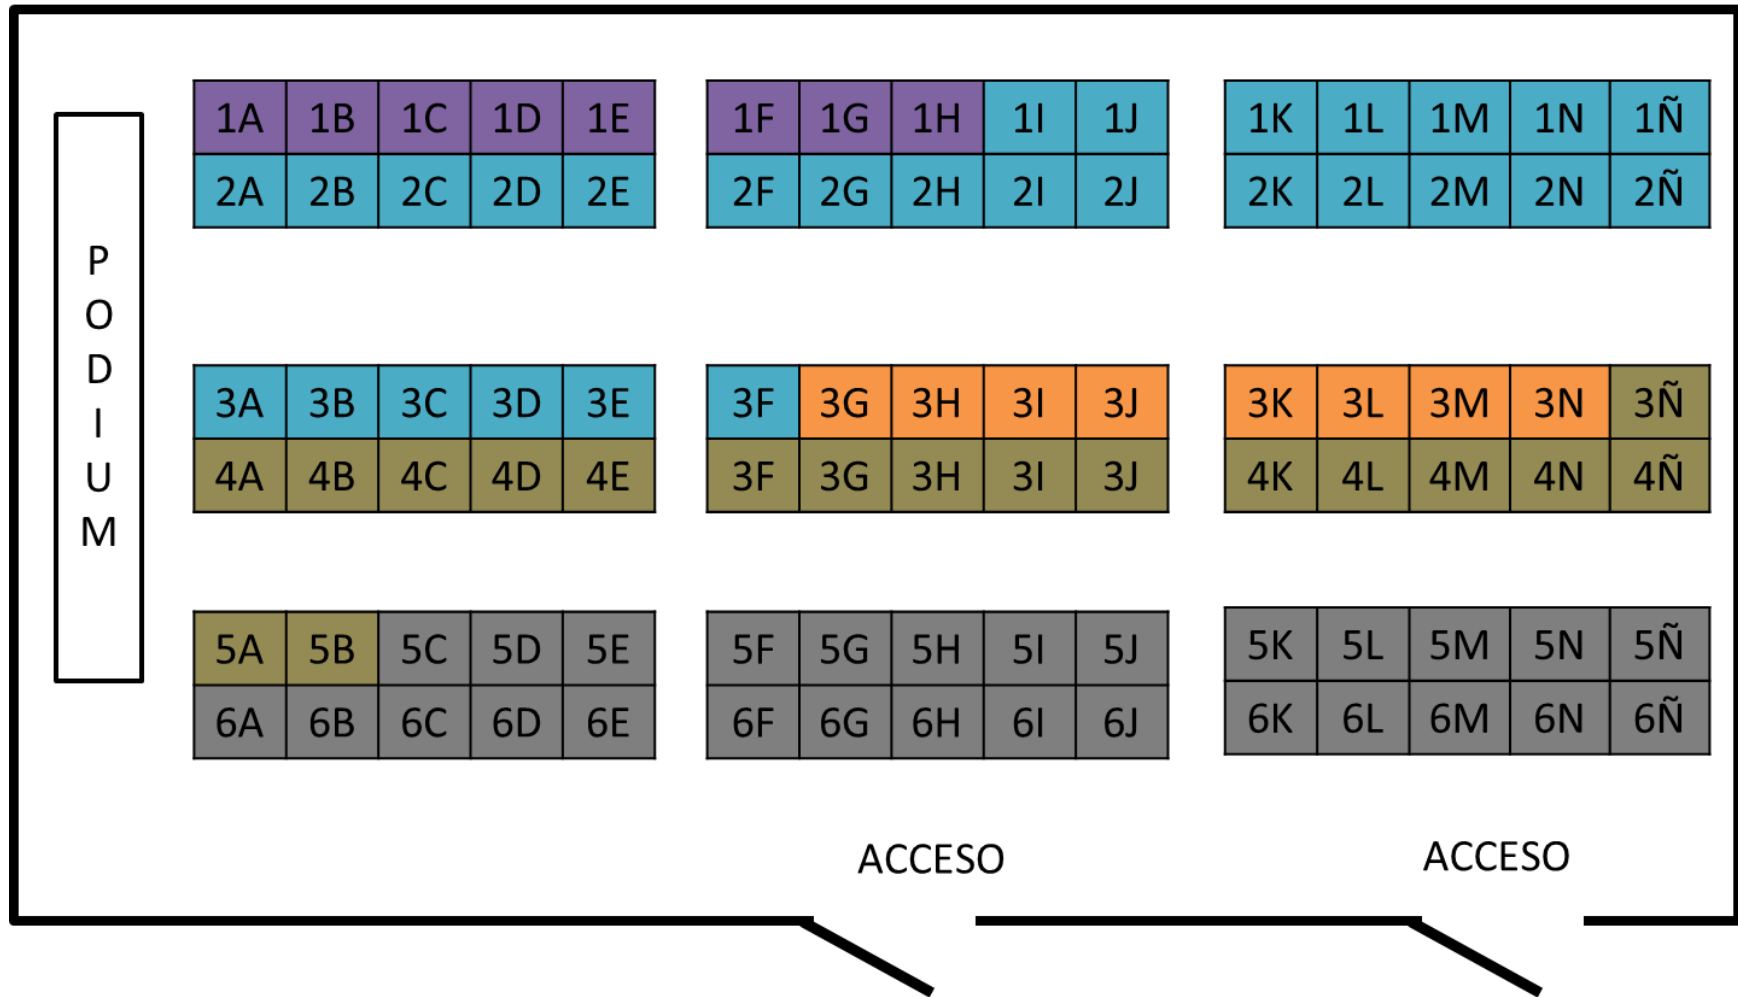 PODIUM
1A 1B 1C 1D 1E 1F 1G 1H 1I 1J 1K 1L 1M 1N 1Ñ
2A 2B 2C 2D 2E 2F 2G 2H 2I 2J 2K 2L 2M 2N 2Ñ
3A 3B 3C 3D 3E 3F 3G 3H 3I 3J 3K 3L 3M 3N 3Ñ
4A 4B 4C 4D 4E 3F 3G 3H 3I 3J 4K 4L 4M 4N 4Ñ
5A 5B 5C 5D 5E 5F 5G 5H 5I 5J 5K 5L 5M 5N 5Ñ
6A 6B 6C 6D 6E 6F 6G 6H 6I 6J 6K 6L 6M 6N 6Ñ
ACCESO ACCESO